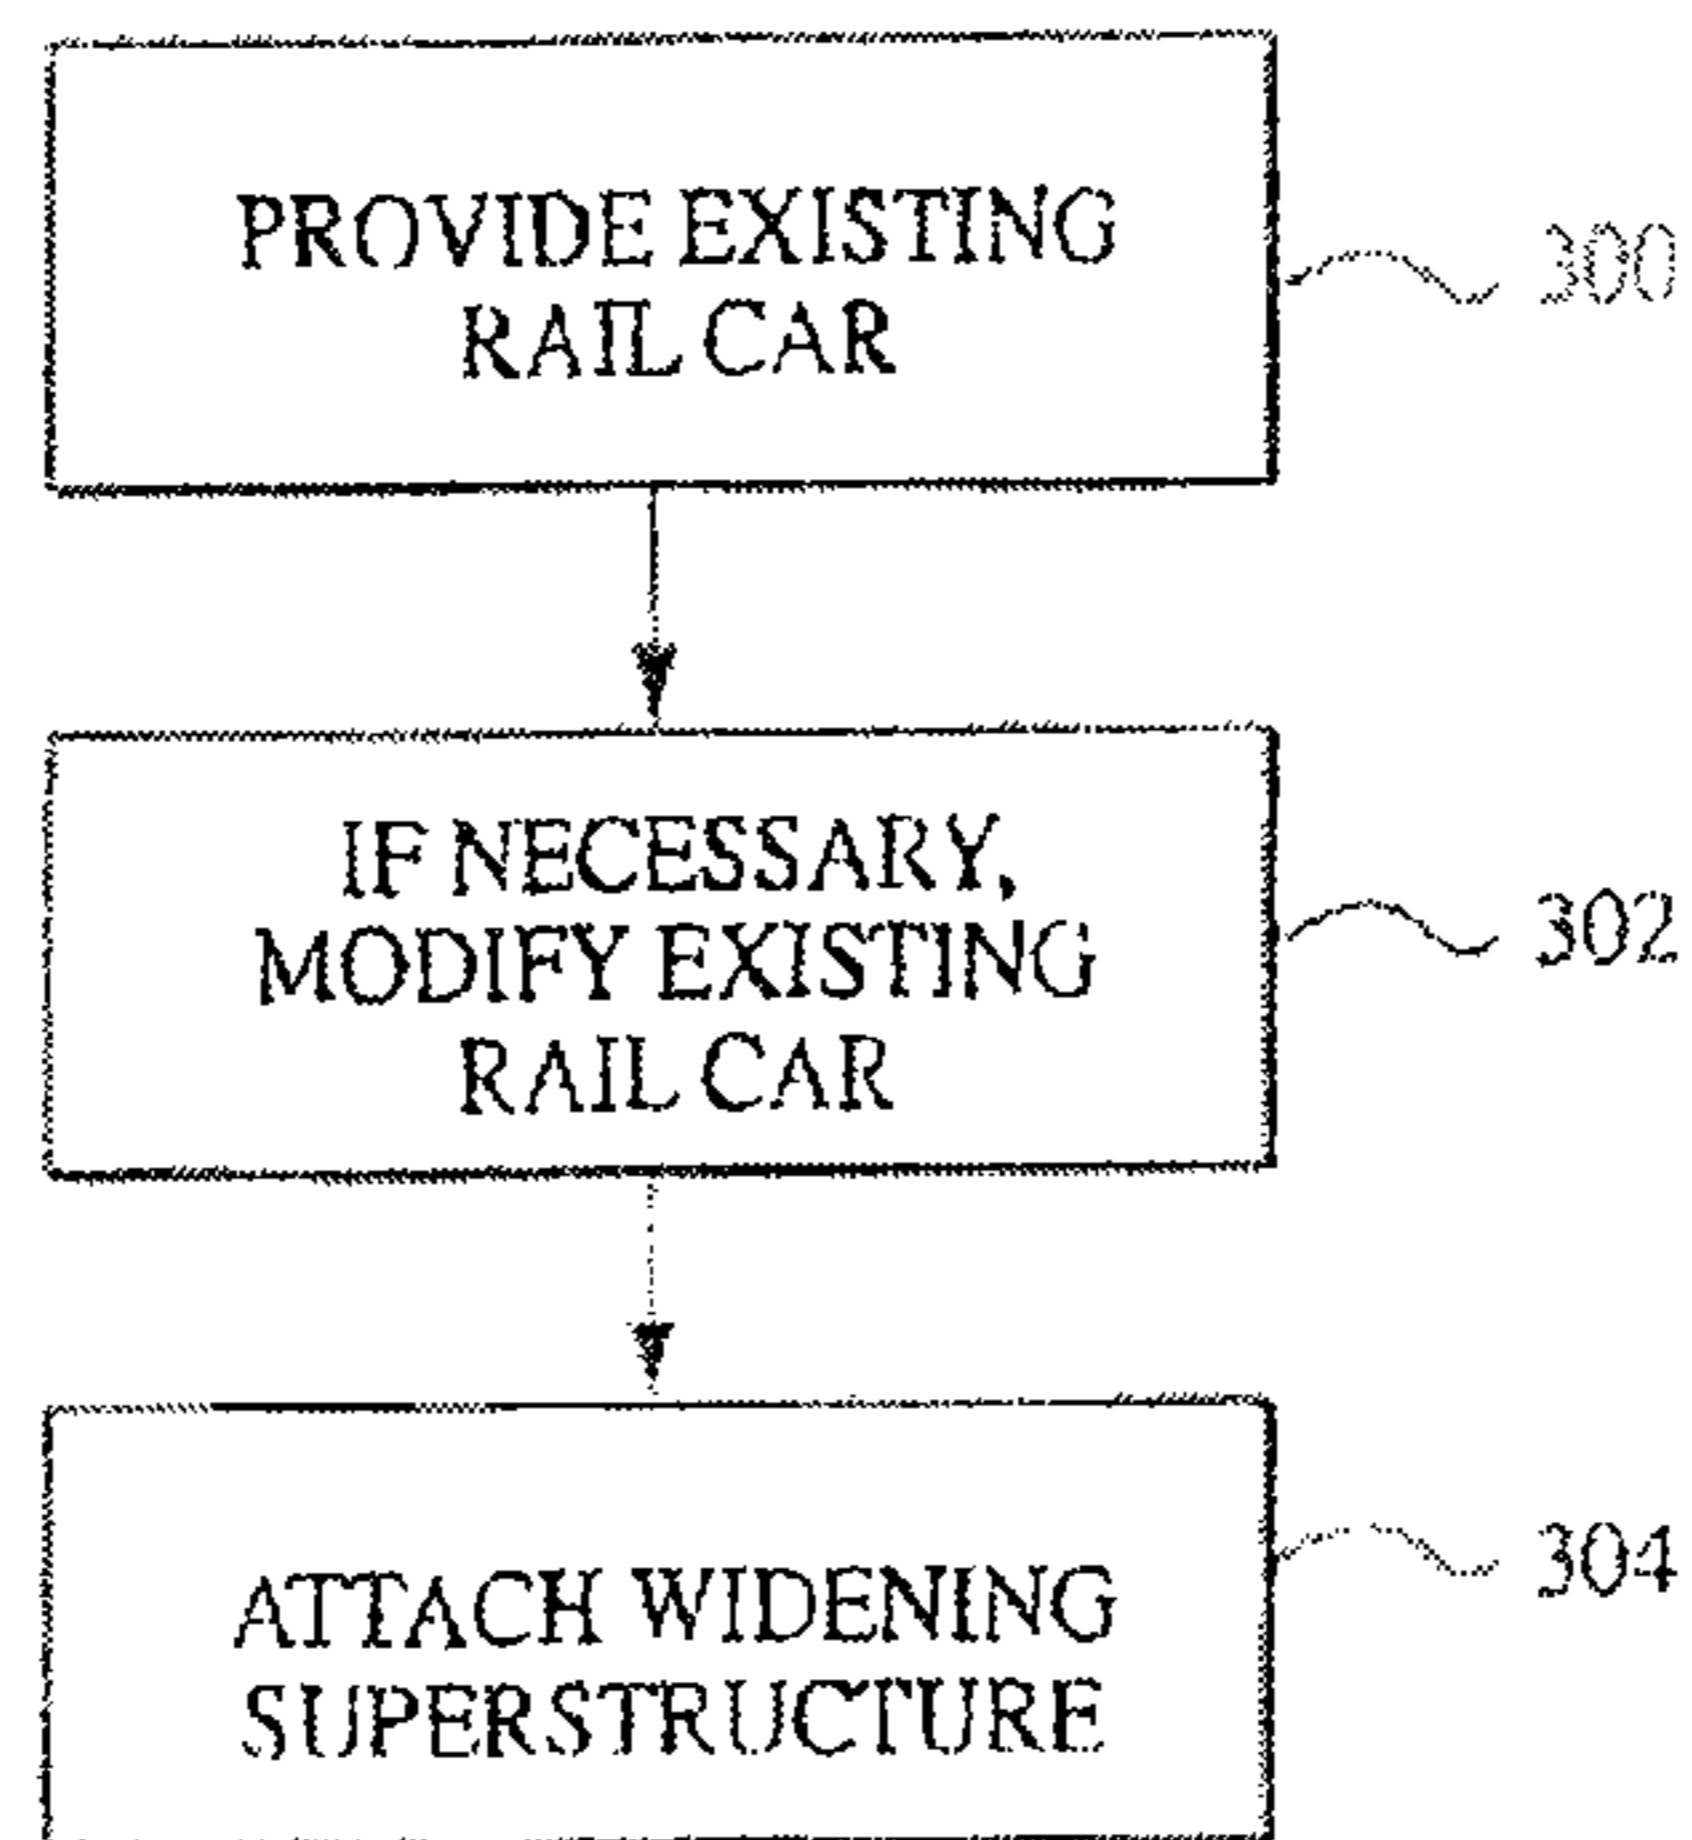 PROVIDE EXISTING
RAIL CAR
300
IF NECESSARY,
MODIFY EXISTING
RAIL CAR
302
ATTACH WIDENING
SUPERSTRUCTURE
304